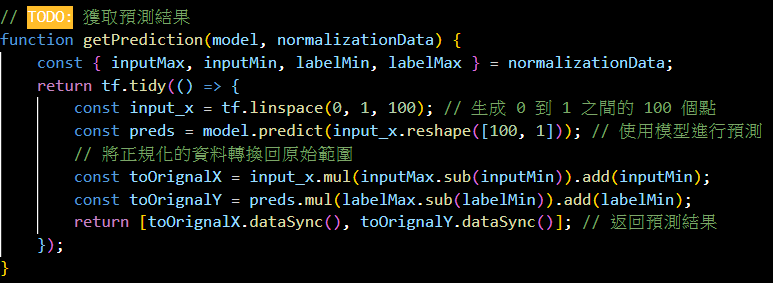 // TODO: 獲取預測結果
function getPrediction(model, normalizationData) {
    const { inputMax, inputMin, labelMin, labelMax } = normalizationData;
    return tf.tidy(() => {
        const input_x = tf.linspace(0, 1, 100); // 生成 0 到 1 之間的 100 個點
        const preds = model.predict(input_x.reshape([100, 1])); // 使用模型進行預測
        // 將正規化的資料轉換回原始範圍
        const toOrignalX = input_x.mul(inputMax.sub(inputMin)).add(inputMin);
        const toOrignalY = preds.mul(labelMax.sub(labelMin)).add(labelMin);
        return [toOrignalX.dataSync(), toOrignalY.dataSync()]; // 返回預測結果
    });
}